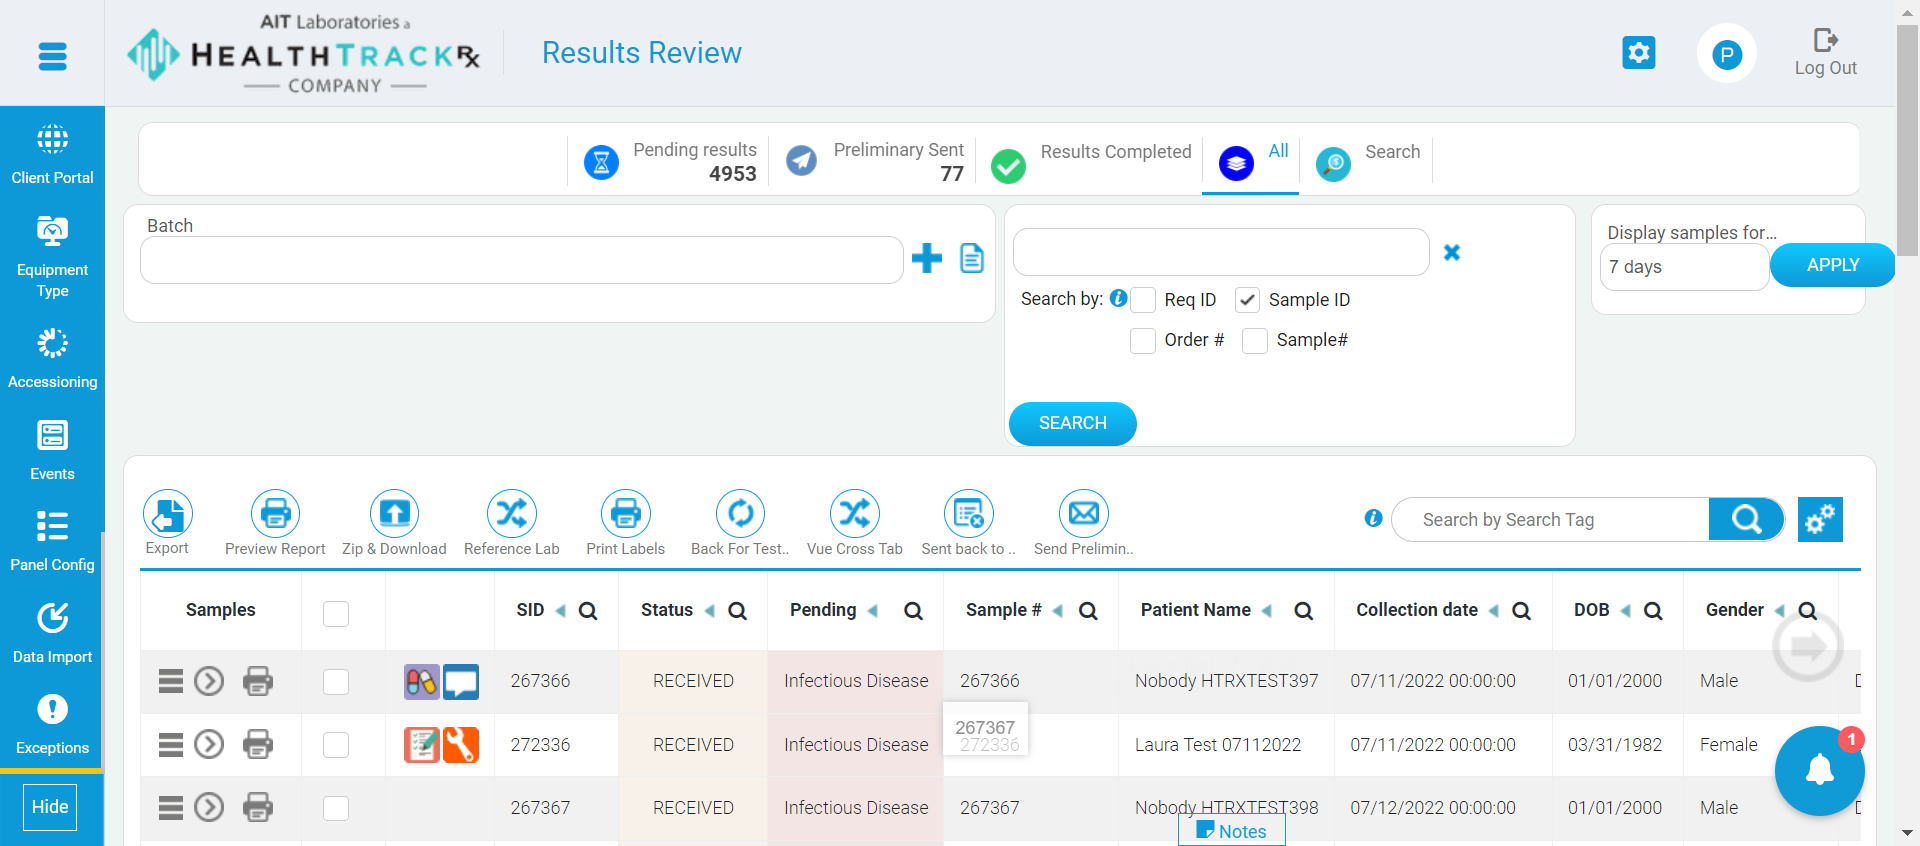 AIT Laboratories a
HEALTHTRACKRx
COMPANY
Results Review
P
Log Out
Client Portal
Equipment
Type
Accessioning
Events
Panel Config
Data Import
Exceptions
Hide
Pending results
4953
Preliminary Sent
77
Results Completed
All
Search
Batch
Search by:
Req ID
Sample ID
Order #
Sample#
SEARCH
Display samples for...
7 days
APPLY
Export
Preview Report
Zip & Download
Reference Lab
Print Labels
Back For Test..
Vue Cross Tab
Sent back to ..
Send Prelimin..
Search by Search Tag
Samples SID Status Pending Sample # Patient Name Collection date DOB Gender
267366 RECEIVED Infectious Disease 267366 Nobody HTRXTEST397 07/11/2022 00:00:00 01/01/2000 Male
267367
272336 RECEIVED Infectious Disease 272336 Laura Test 07112022 07/11/2022 00:00:00 03/31/1982 Female
1
267367 RECEIVED Infectious Disease 267367 Nobody HTRXTEST398 07/12/2022 00:00:00 01/01/2000 Male
Notes